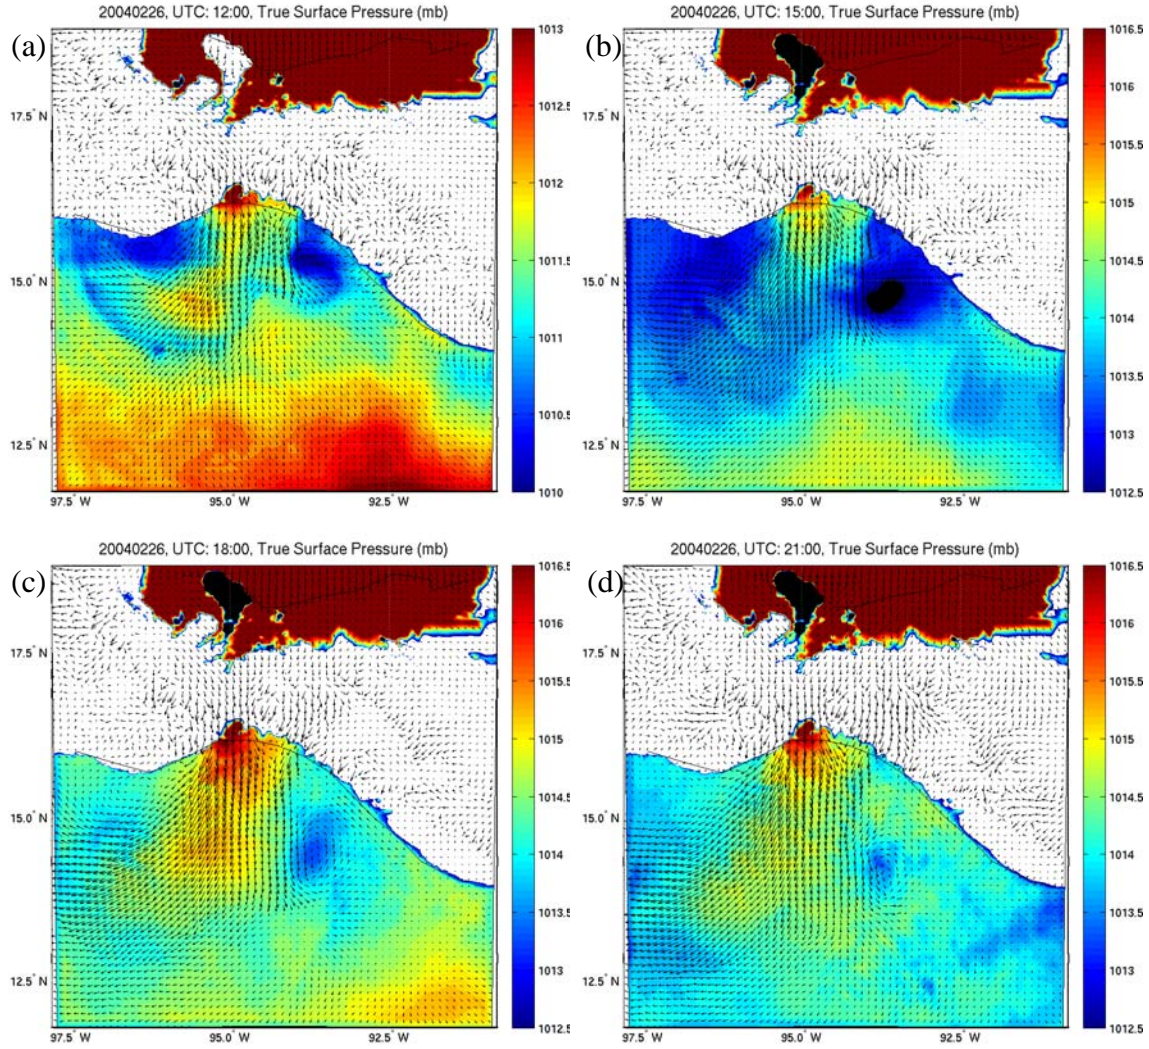 20040226, UTC: 12:00, True Surface Pressure (mb)
(a)
17.5° N
15.0° N
12.5° N
97.5° W
95.0° W
92.5° W
1013
1012.5
1012
1011.5
1011
1010.5
1010
20040226, UTC: 15:00, True Surface Pressure (mb)
(b)
17.5° N
15.0° N
12.5° N
97.5° W
95.0° W
92.5° W
1016.5
1016
1015.5
1015
1014.5
1014
1013.5
1013
1012.5
20040226, UTC: 18:00, True Surface Pressure (mb)
(c)
17.5° N
15.0° N
12.5° N
97.5° W
95.0° W
92.5° W
1016.5
1016
1015.5
1015
1014.5
1014
1013.5
1013
1012.5
20040226, UTC: 21:00, True Surface Pressure (mb)
(d)
17.5° N
15.0° N
12.5° N
97.5° W
95.0° W
92.5° W
1016.5
1016
1015.5
1015
1014.5
1014
1013.5
1013
1012.5